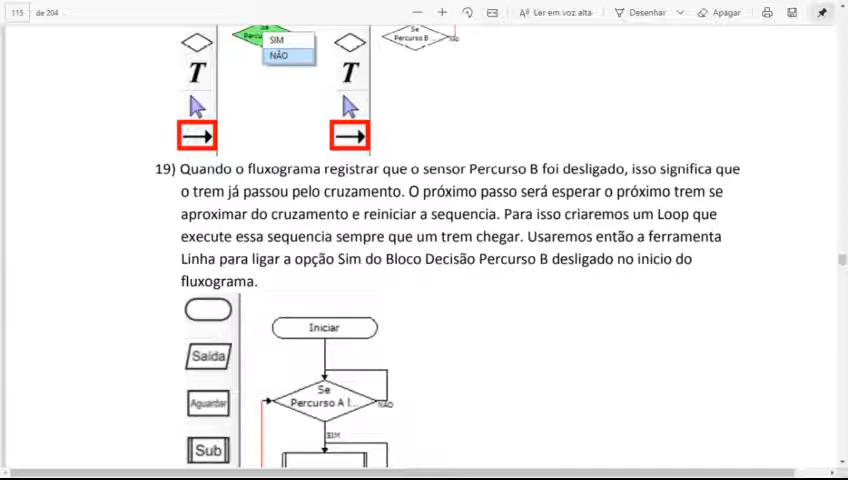 115 de 204
Ler em voz alta Desenhar Apagar
SIM
NÃO
T
T
Se
Percurso B ...
NÃO
19) Quando o fluxograma registrar que o sensor Percurso B foi desligado, isso significa que
o trem já passou pelo cruzamento. O próximo passo será esperar o próximo trem se
aproximar do cruzamento e reiniciar a sequencia. Para isso criaremos um Loop que
execute essa sequencia sempre que um trem chegar. Usaremos então a ferramenta
Linha para ligar a opção Sim do Bloco Decisão Percurso B desligado no inicio do
fluxograma.
Iniciar
Saída
Se
Percurso A l...
NÃO
Aguardar
SIM
Sub